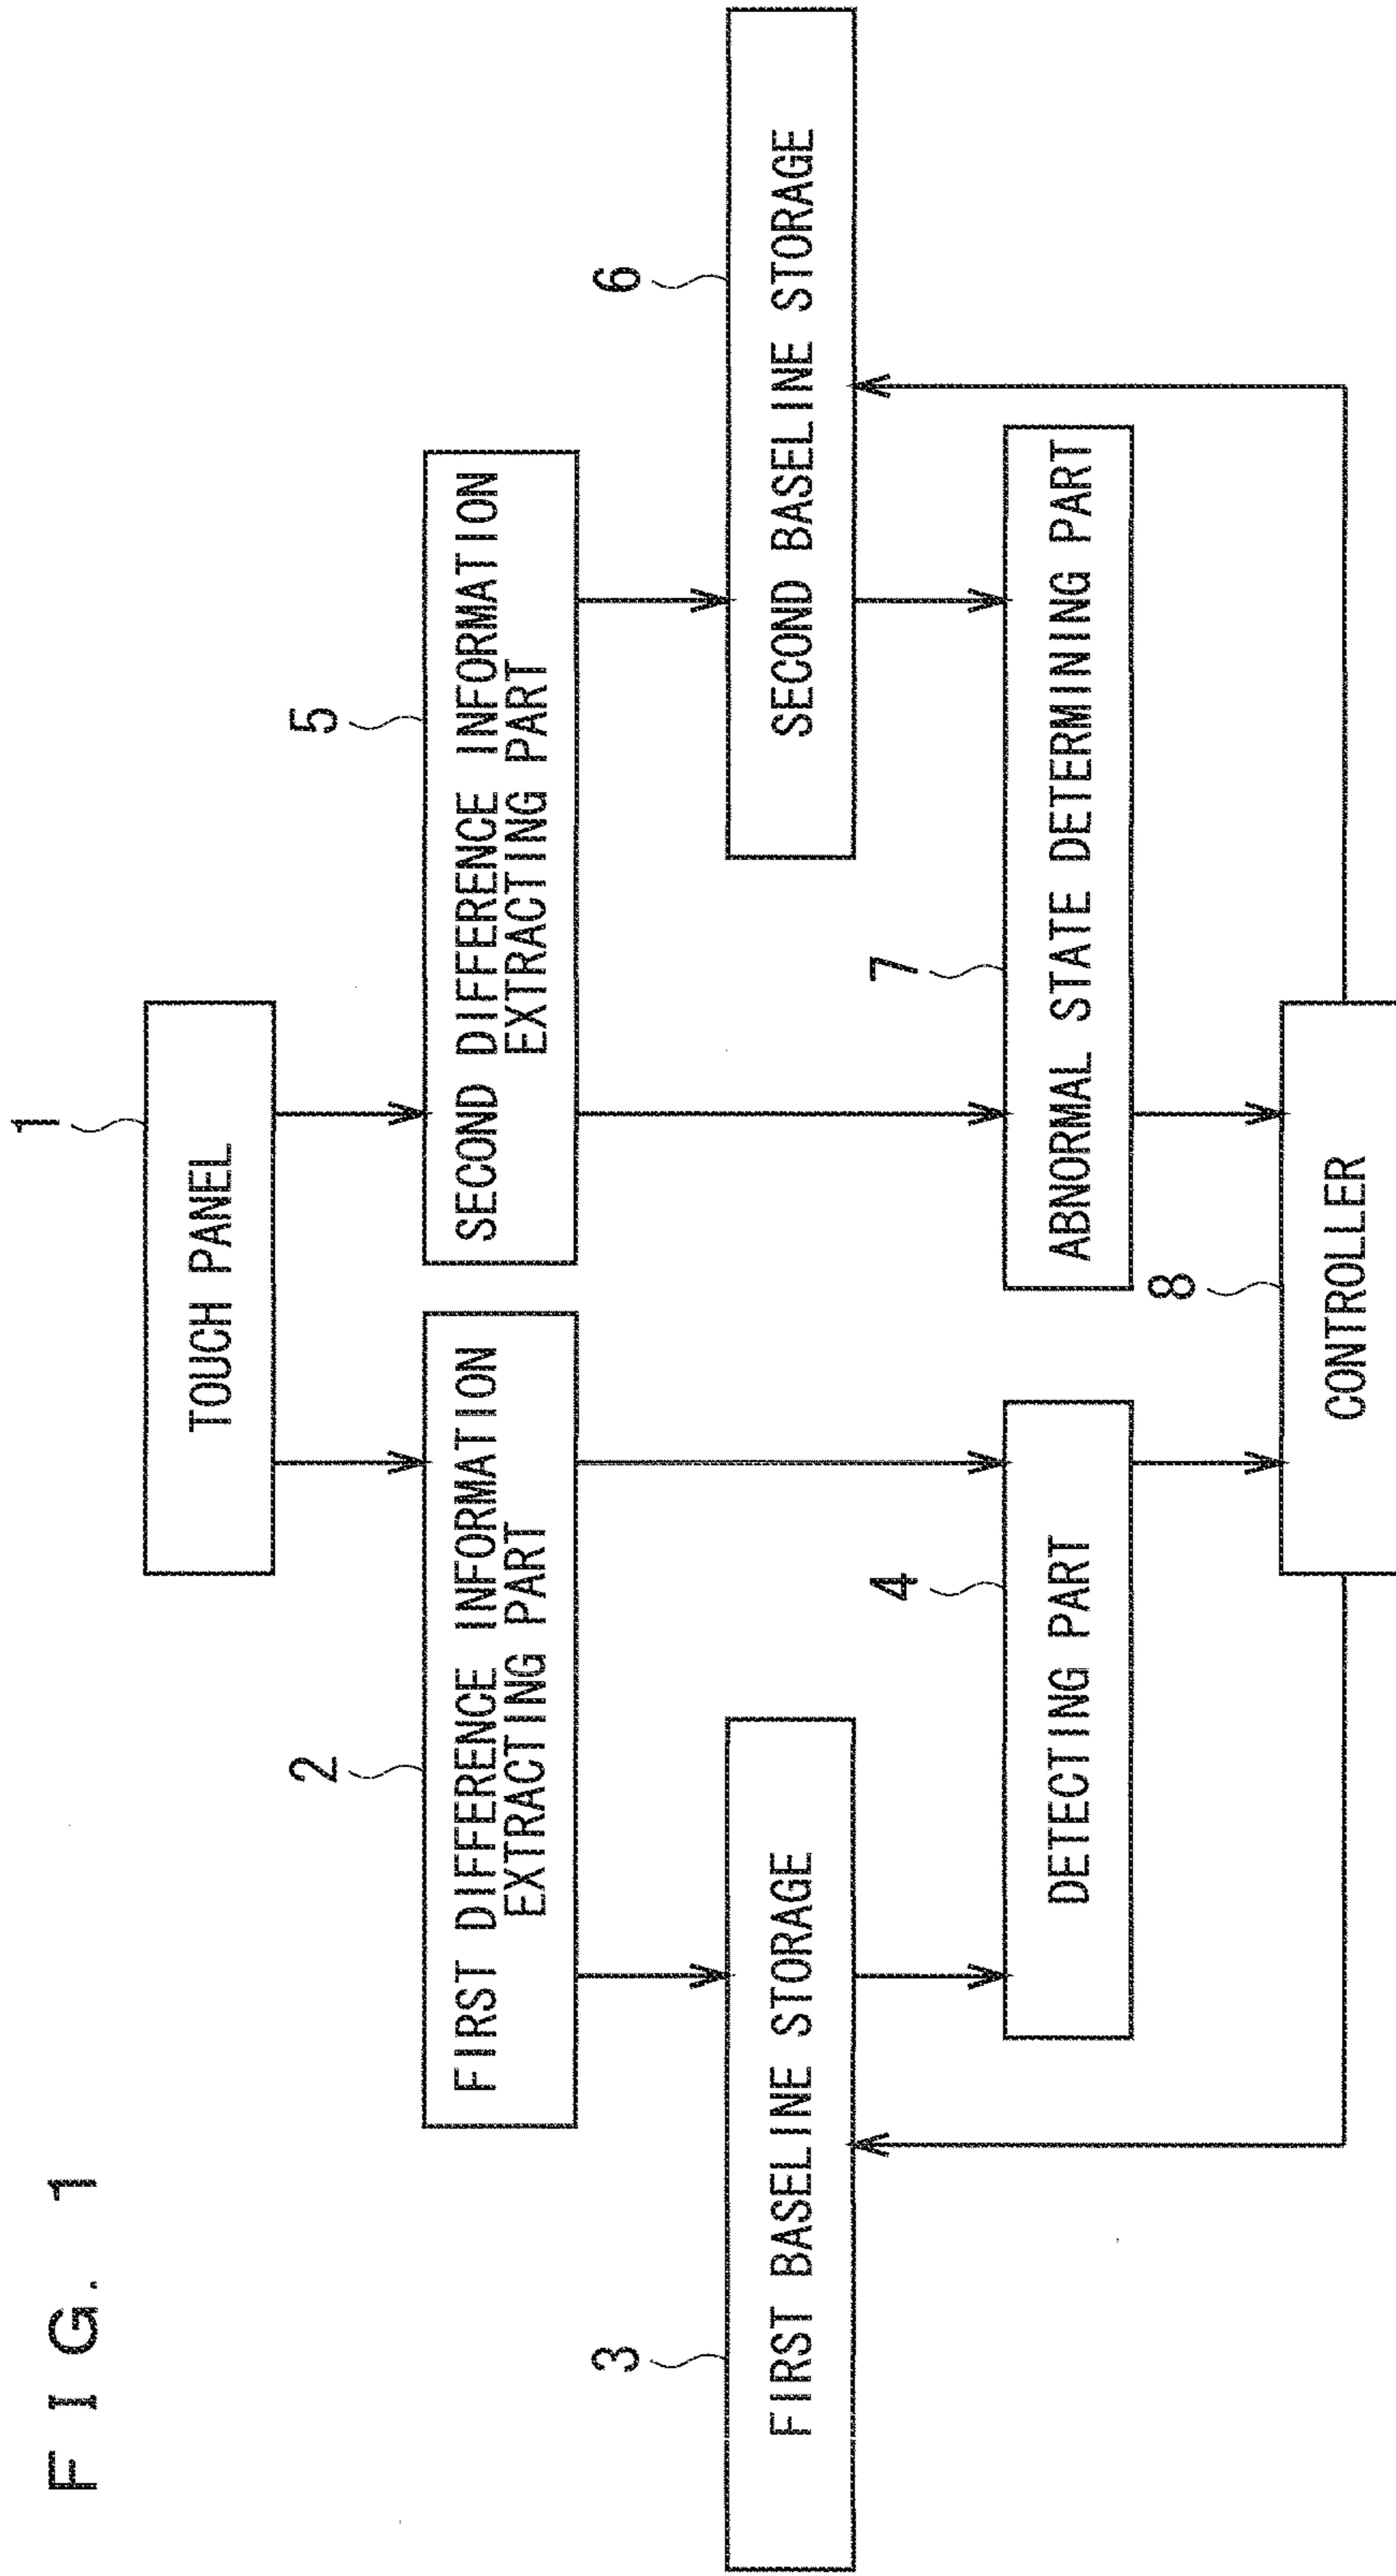 FIG. 1
1
TOUCH PANEL
2
FIRST DIFFERENCE INFORMATION
EXTRACTING PART
5
SECOND DIFFERENCE INFORMATION
EXTRACTING PART
3
FIRST BASELINE STORAGE
6
SECOND BASELINE STORAGE
4
DETECTING PART
7
ABNORMAL STATE DETERMINING PART
8
CONTROLLER